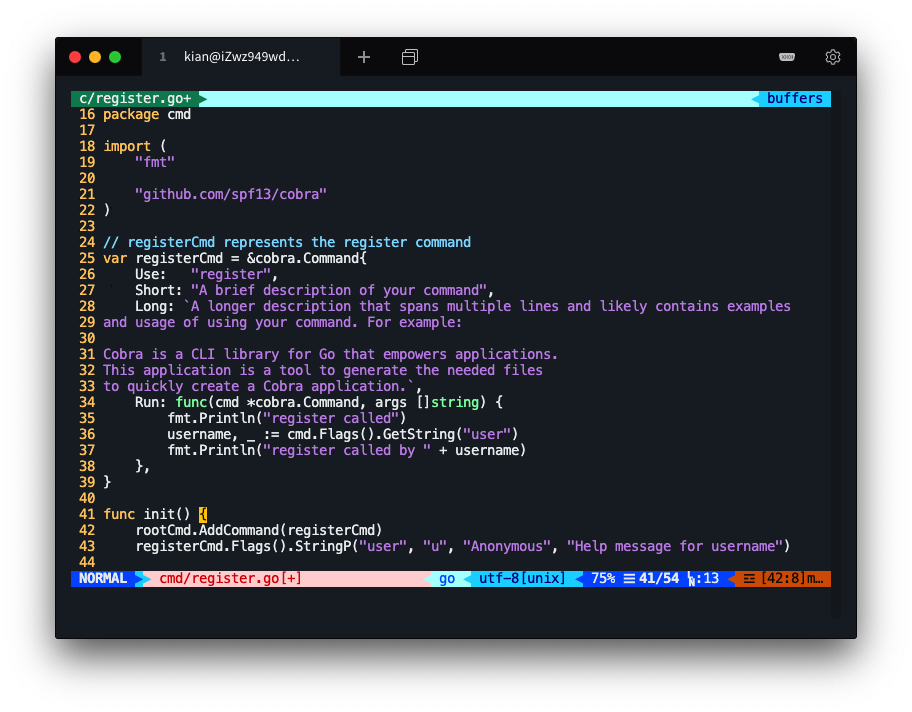 1 kian@iZwz949wd...
c/register.go+ buffers
16 package cmd
17
18 import (
19     "fmt"
20
21     "github.com/spf13/cobra"
22 )
23
24 // registerCmd represents the register command
25 var registerCmd = &cobra.Command{
26     Use:   "register",
27     Short: "A brief description of your command",
28     Long: `A longer description that spans multiple lines and likely contains examples
29 and usage of using your command. For example:
30
31 Cobra is a CLI library for Go that empowers applications.
32 This application is a tool to generate the needed files
33 to quickly create a Cobra application.`,
34     Run: func(cmd *cobra.Command, args []string) {
35         fmt.Println("register called")
36         username, _ := cmd.Flags().GetString("user")
37         fmt.Println("register called by " + username)
38     },
39 }
40
41 func init() {
42     rootCmd.AddCommand(registerCmd)
43     registerCmd.Flags().StringP("user", "u", "Anonymous", "Help message for username")
44
NORMAL cmd/register.go[+] go utf-8[unix] 75% ☰ 41/54 :13 ☲ [42:8]m…